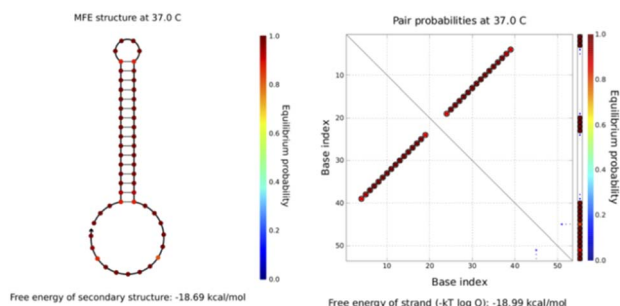 MFE structure at 37.0 C
1.0
0.8
0.6
0.4
0.2
0.0
Equilibrium probability
Free energy of secondary structure: -18.69 kcal/mol
Pair probabilities at 37.0 C
10
20
30
40
50
Base index
10
20
30
40
50
Base index
1.0
0.8
0.6
0.4
0.2
0.0
Equilibrium probability
Free energy of strand (-kT log Q): -18.99 kcal/mol